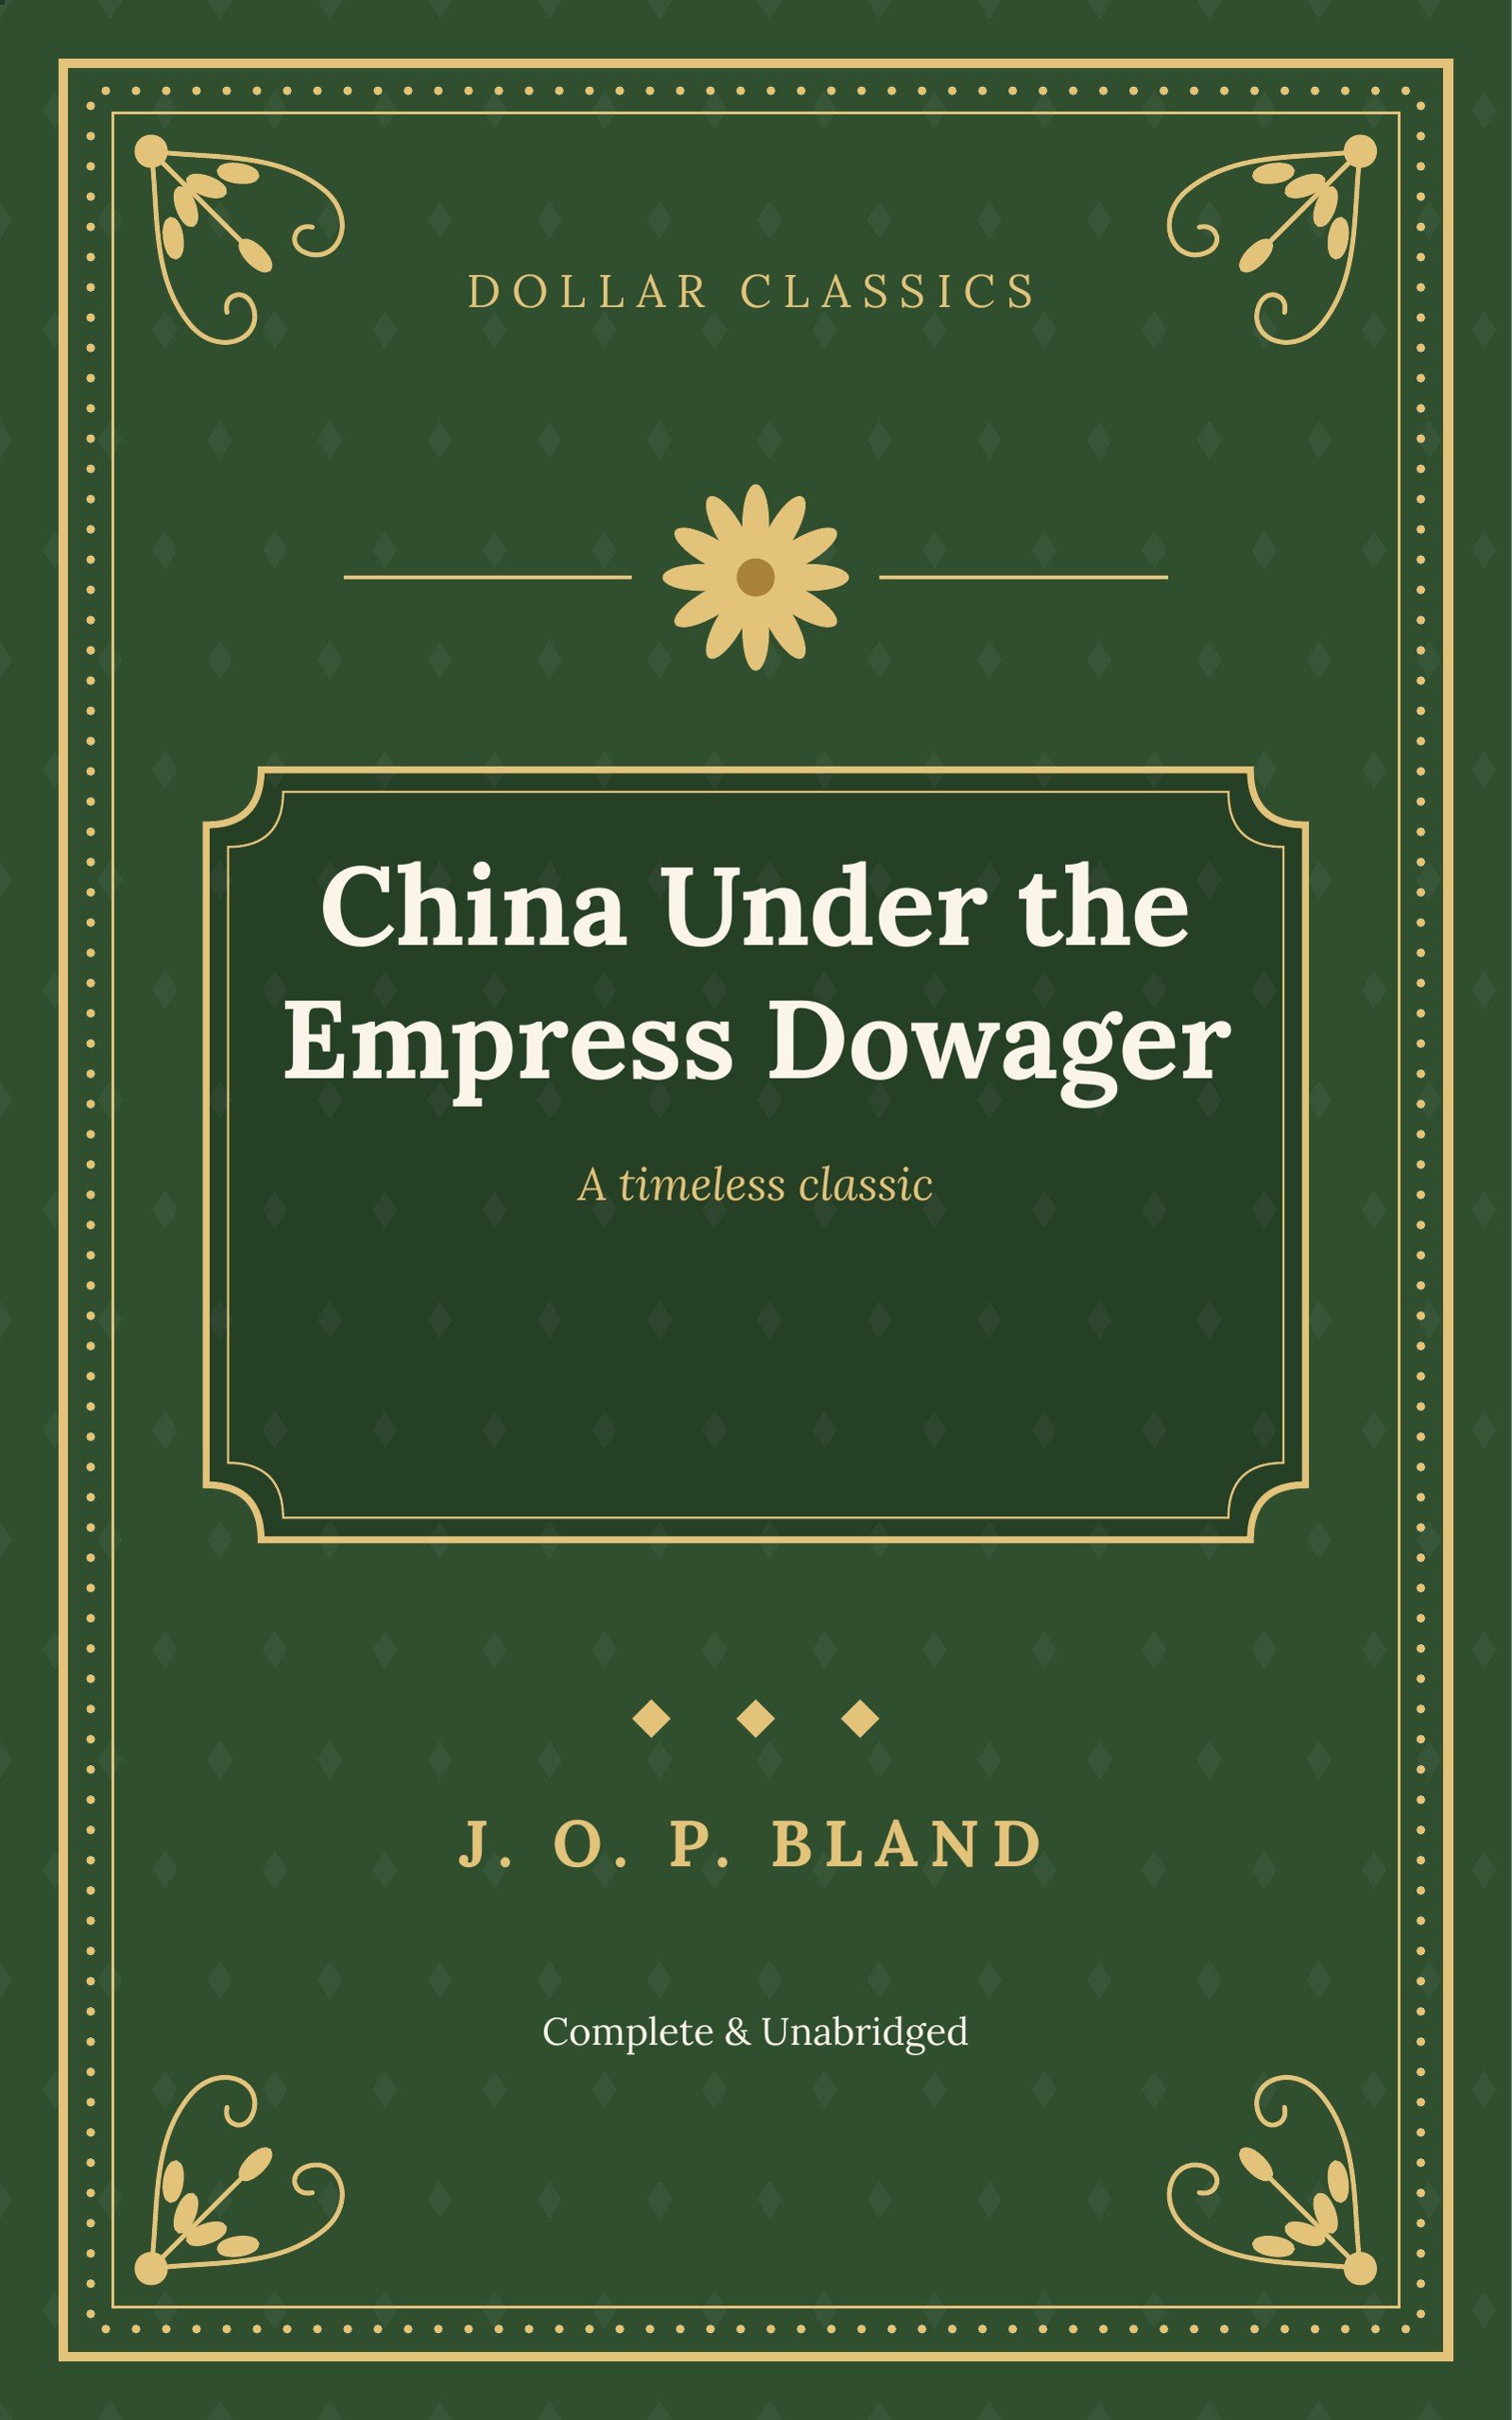 DOLLAR CLASSICS
China Under the
Empress Dowager
A timeless classic
J. O. P. BLAND
Complete & Unabridged